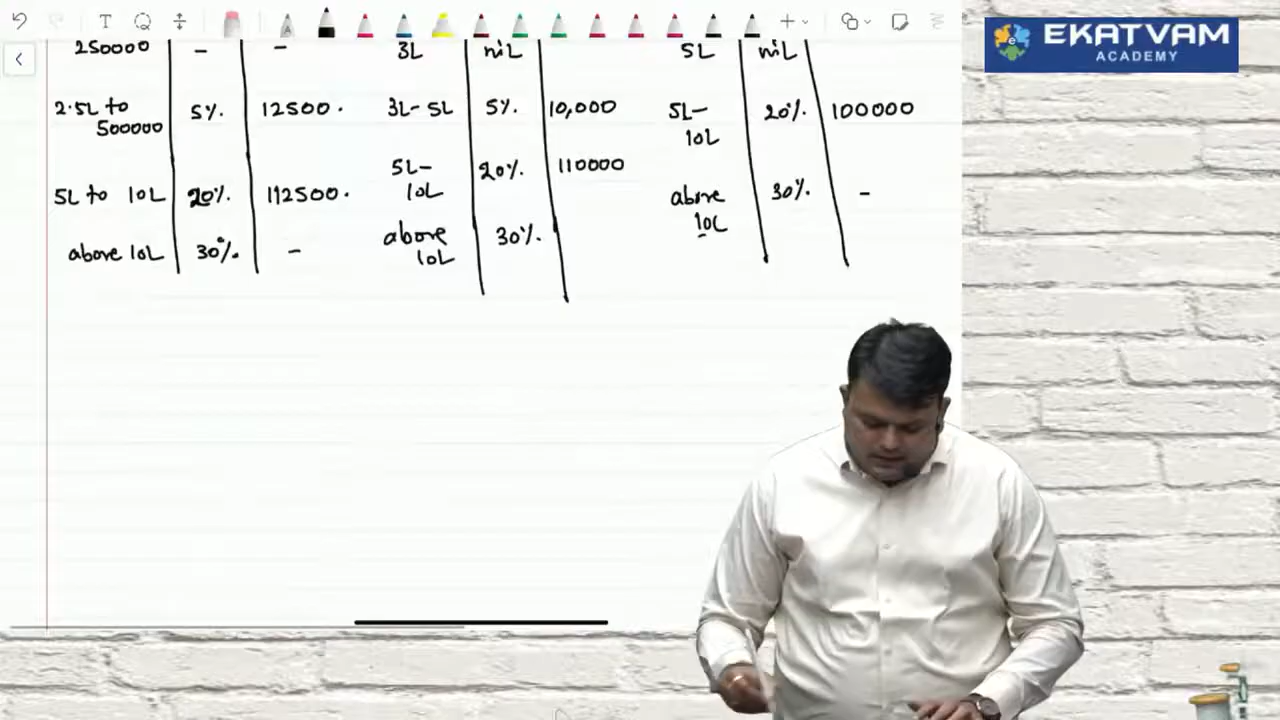 EKATVAM
ACADEMY
250000 - -
2.5L to 5% 12500.
500000
5L to 10L 20% 112500.
above 10L 30% -
3L niL
3L-5L 5% 10,000
5L- 20% 110000
10L
above 30%
10L
5L niL
5L- 20% 100000
10L
above 30% -
10L